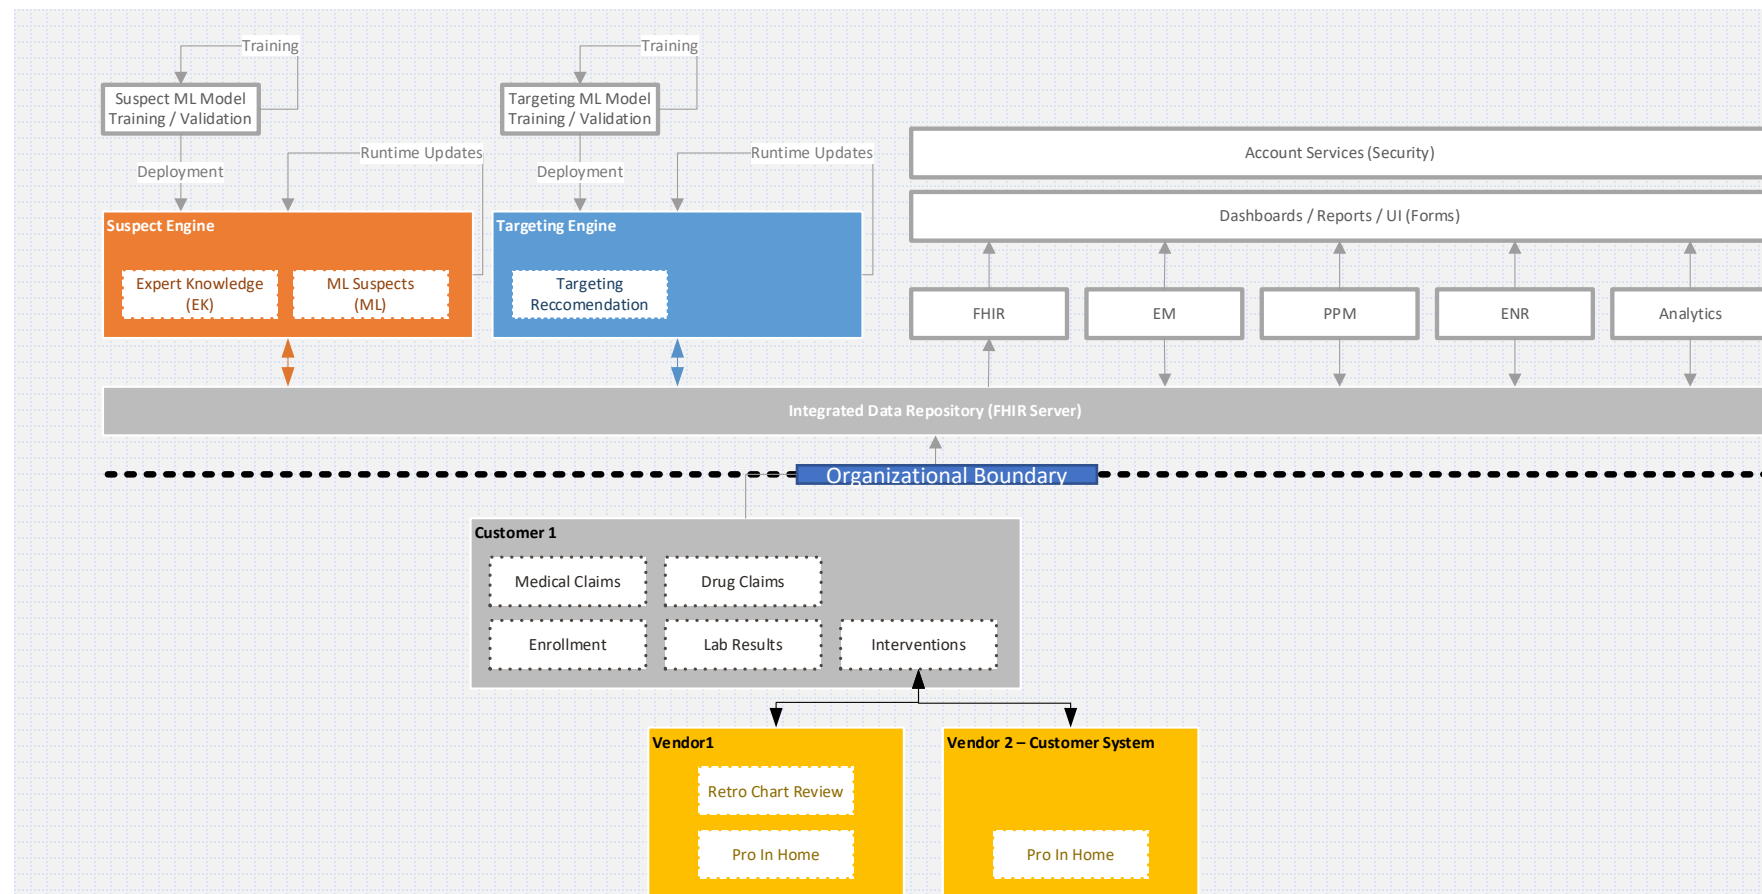 Training
Training
Suspect ML Model
Training / Validation
Targeting ML Model
Training / Validation
Account Services (Security)
Runtime Updates
Runtime Updates
Deployment
Deployment
Dashboards / Reports / UI (Forms)
Suspect Engine
Targeting Engine
Expert Knowledge
(EK)
ML Suspects
(ML)
Targeting
Reccomendation
FHIR
EM
PPM
ENR
Analytics
Integrated Data Repository (FHIR Server)
Organizational Boundary
Customer 1
Medical Claims
Drug Claims
Enrollment
Lab Results
Interventions
Vendor1
Vendor 2 – Customer System
Retro Chart Review
Pro In Home
Pro In Home